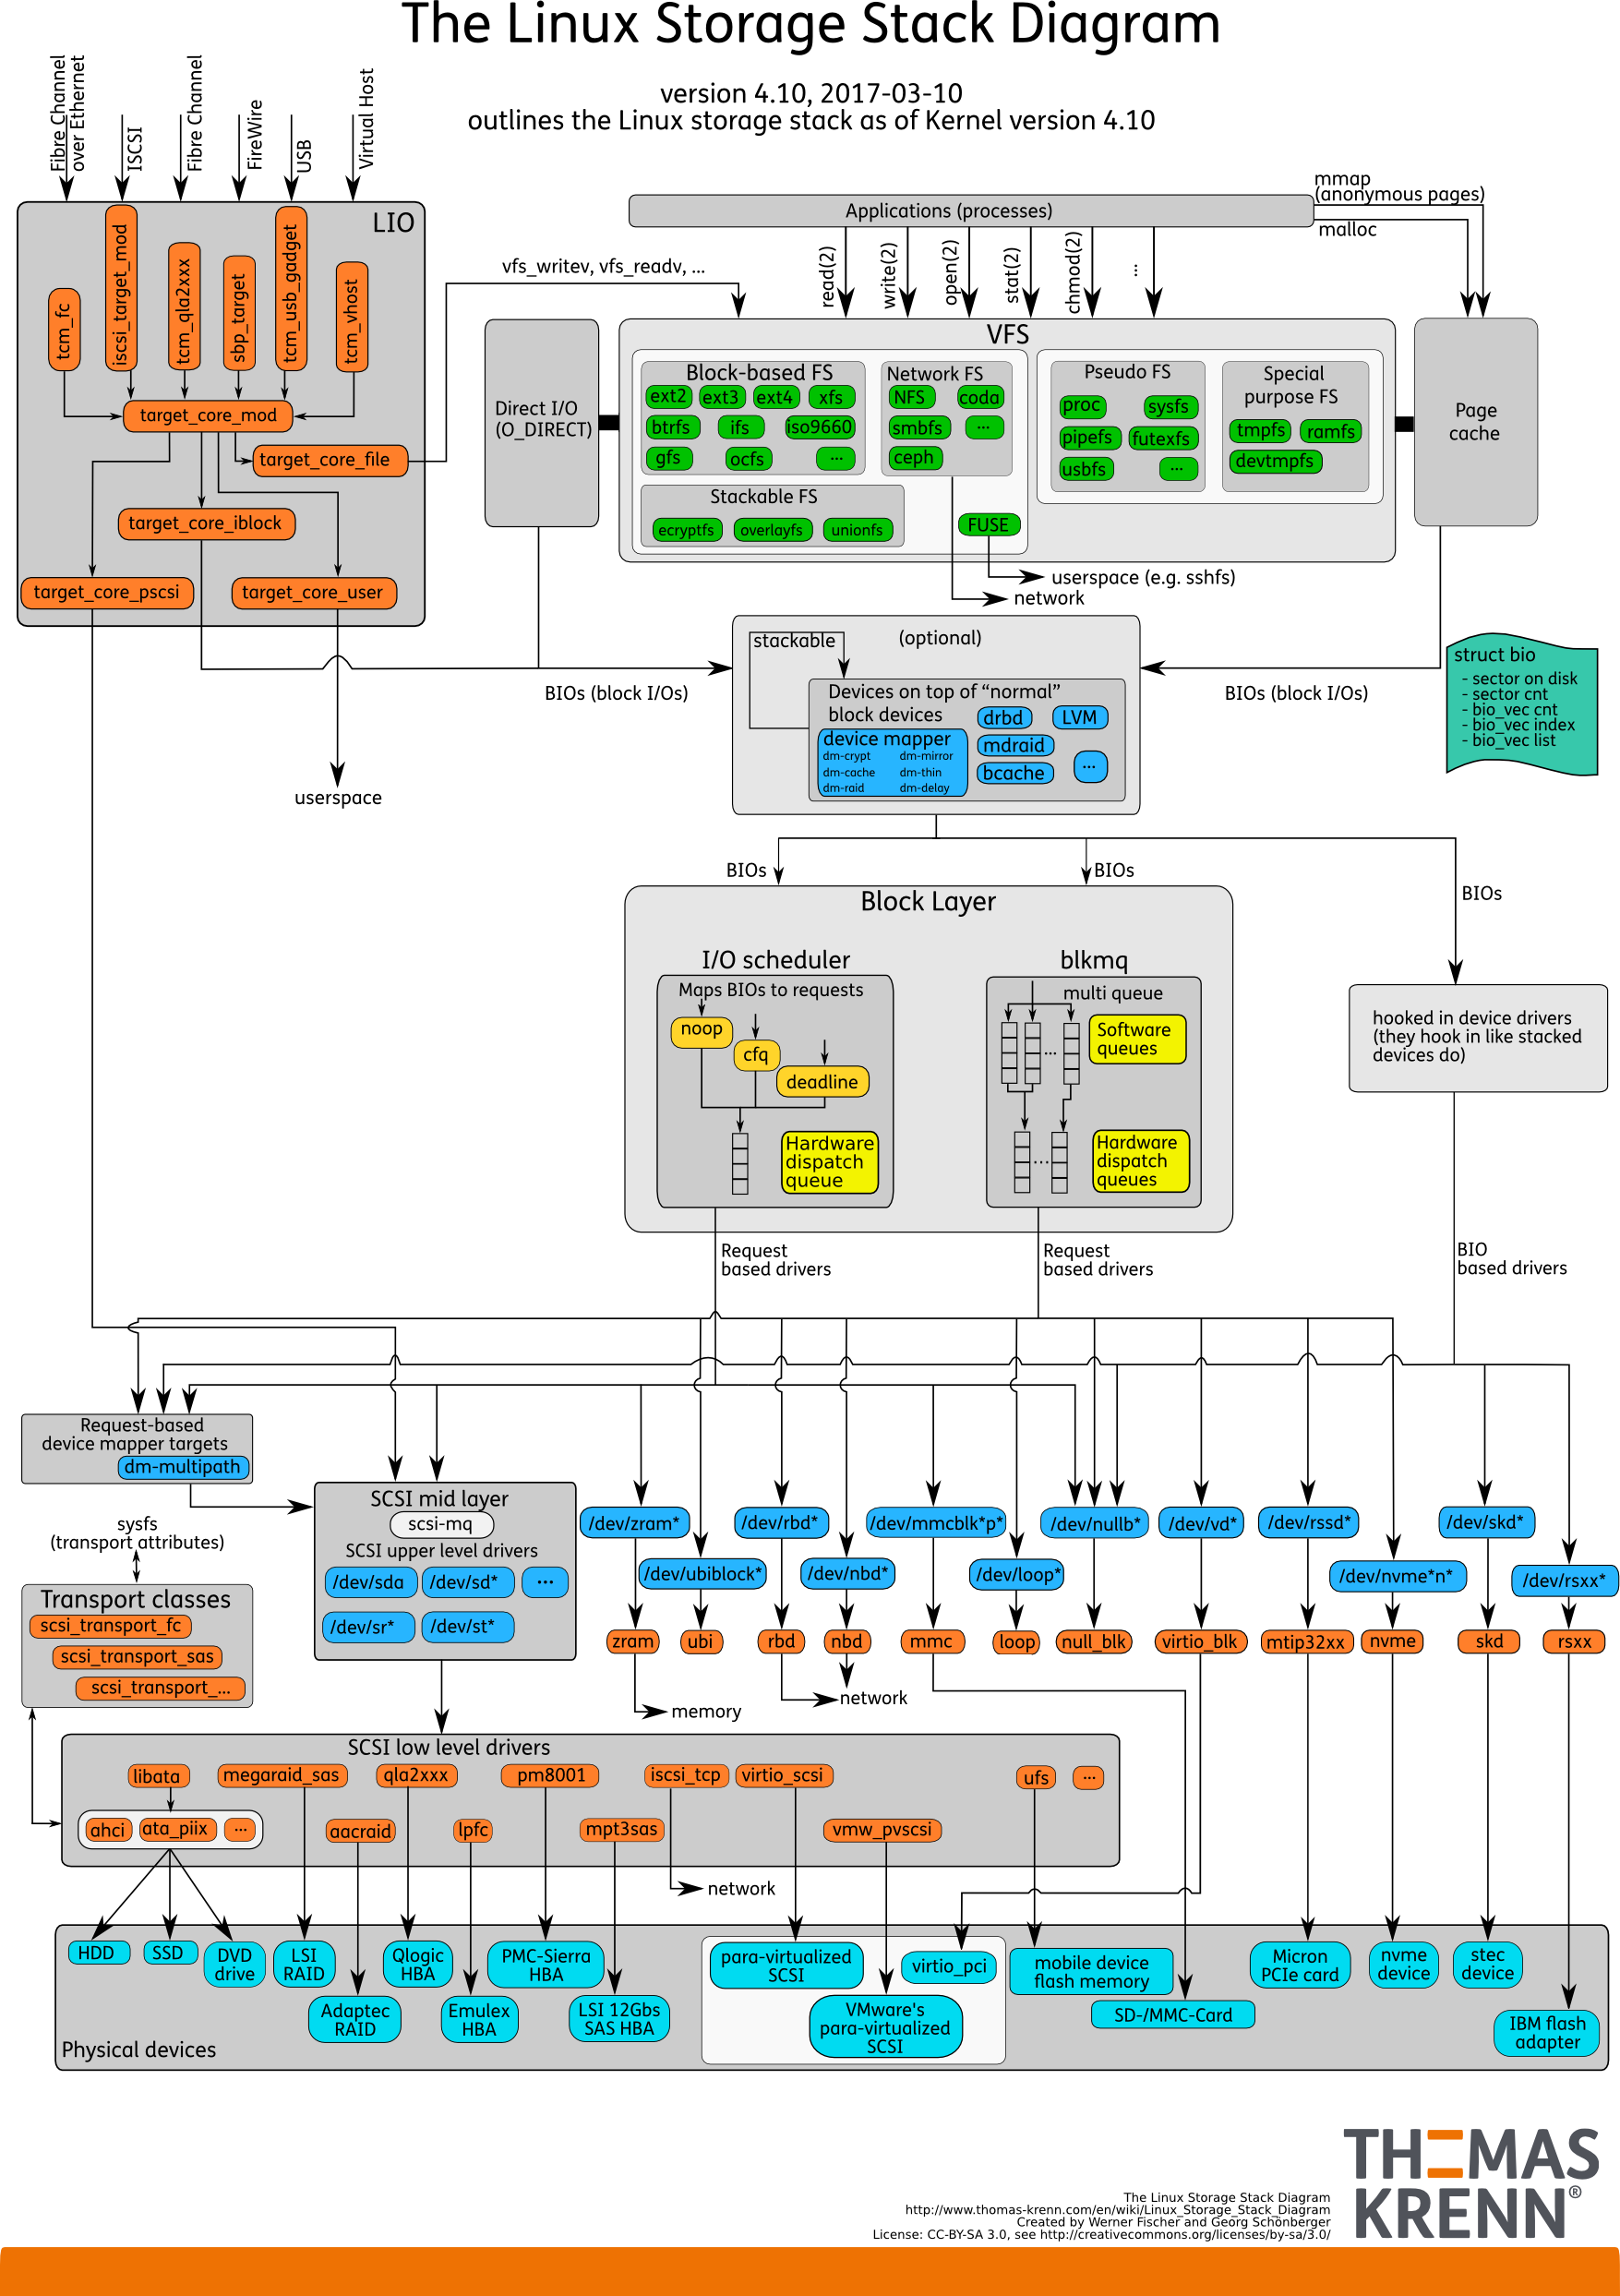 The Linux Storage Stack Diagram
version 4.10, 2017-03-10
outlines the Linux storage stack as of Kernel version 4.10
Fibre Channel
over Ethernet
ISCSI
Fibre Channel
FireWire
USB
Virtual Host
LIO
tcm_fc
iscsi_target_mod
tcm_qla2xxx
sbp_target
tcm_usb_gadget
tcm_vhost
target_core_mod
target_core_file
target_core_iblock
target_core_pscsi
target_core_user
userspace
vfs_writev, vfs_readv, ...
Applications (processes)
mmap
(anonymous pages)
malloc
read(2)
write(2)
open(2)
stat(2)
chmod(2)
...
Direct I/O
(O_DIRECT)
VFS
Block-based FS
ext2
ext3
ext4
xfs
btrfs
ifs
iso9660
gfs
ocfs
...
Network FS
NFS
coda
smbfs
...
ceph
Pseudo FS
proc
sysfs
pipefs
futexfs
usbfs
...
Special
purpose FS
tmpfs
ramfs
devtmpfs
Stackable FS
ecryptfs
overlayfs
unionfs
FUSE
userspace (e.g. sshfs)
network
Page
cache
stackable
(optional)
Devices on top of “normal”
block devices
drbd
LVM
device mapper
dm-crypt
dm-mirror
dm-cache
dm-thin
dm-raid
dm-delay
mdraid
bcache
...
BIOs (block I/Os)
BIOs (block I/Os)
struct bio
- sector on disk
- sector cnt
- bio_vec cnt
- bio_vec index
- bio_vec list
BIOs
BIOs
BIOs
Block Layer
I/O scheduler
Maps BIOs to requests
noop
cfq
deadline
Hardware
dispatch
queue
blkmq
multi queue
...
Software
queues
...
Hardware
dispatch
queues
hooked in device drivers
(they hook in like stacked
devices do)
Request
based drivers
Request
based drivers
BIO
based drivers
Request-based
device mapper targets
dm-multipath
sysfs
(transport attributes)
Transport classes
scsi_transport_fc
scsi_transport_sas
scsi_transport_...
SCSI mid layer
scsi-mq
SCSI upper level drivers
/dev/sda
/dev/sd*
...
/dev/sr*
/dev/st*
/dev/zram*
/dev/rbd*
/dev/mmcblk*p*
/dev/nullb*
/dev/vd*
/dev/rssd*
/dev/skd*
/dev/ubiblock*
/dev/nbd*
/dev/loop*
/dev/nvme*n*
/dev/rsxx*
zram
ubi
rbd
nbd
mmc
loop
null_blk
virtio_blk
mtip32xx
nvme
skd
rsxx
memory
network
SCSI low level drivers
libata
megaraid_sas
qla2xxx
pm8001
iscsi_tcp
virtio_scsi
ufs
...
ahci
ata_piix
...
aacraid
lpfc
mpt3sas
vmw_pvscsi
network
HDD
SSD
DVD
drive
LSI
RAID
Qlogic
HBA
PMC-Sierra
HBA
para-virtualized
SCSI
virtio_pci
mobile device
flash memory
Micron
PCIe card
nvme
device
stec
device
Adaptec
RAID
Emulex
HBA
LSI 12Gbs
SAS HBA
VMware's
para-virtualized
SCSI
SD-/MMC-Card
IBM flash
adapter
Physical devices
THOMAS
KRENN®
The Linux Storage Stack Diagram
http://www.thomas-krenn.com/en/wiki/Linux_Storage_Stack_Diagram
Created by Werner Fischer and Georg Schönberger
License: CC-BY-SA 3.0, see http://creativecommons.org/licenses/by-sa/3.0/